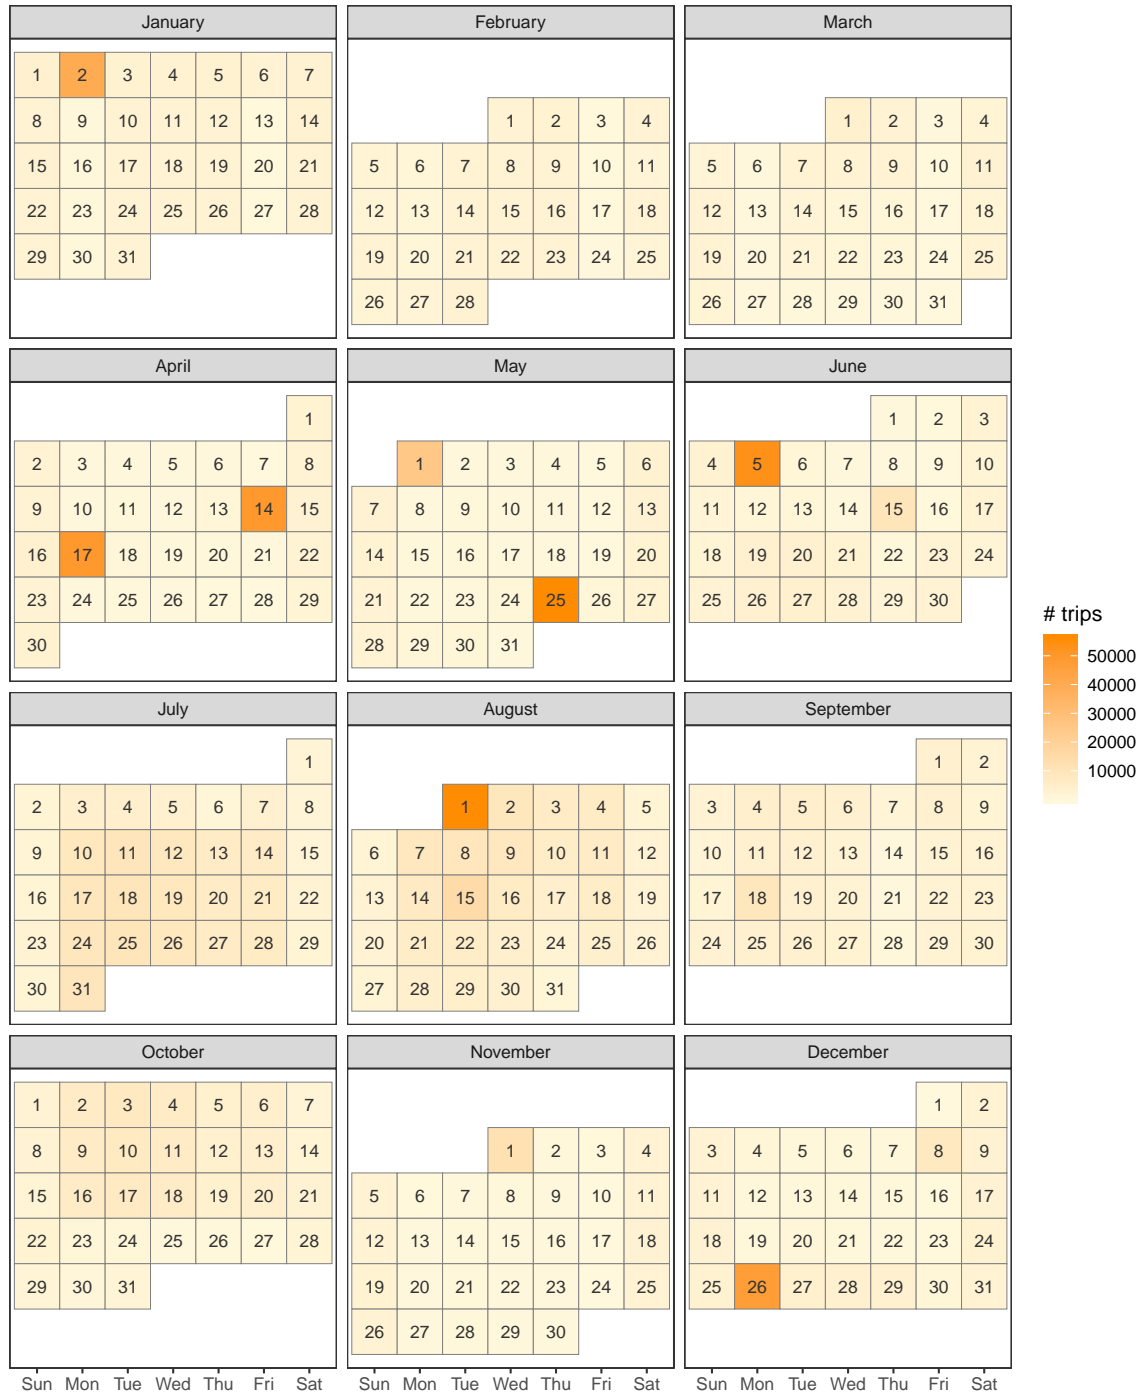 January
1 2 3 4 5 6 7
8 9 10 11 12 13 14
15 16 17 18 19 20 21
22 23 24 25 26 27 28
29 30 31
February
1 2 3 4
5 6 7 8 9 10 11
12 13 14 15 16 17 18
19 20 21 22 23 24 25
26 27 28
March
1 2 3 4
5 6 7 8 9 10 11
12 13 14 15 16 17 18
19 20 21 22 23 24 25
26 27 28 29 30 31
April
1
2 3 4 5 6 7 8
9 10 11 12 13 14 15
16 17 18 19 20 21 22
23 24 25 26 27 28 29
30
May
1 2 3 4 5 6
7 8 9 10 11 12 13
14 15 16 17 18 19 20
21 22 23 24 25 26 27
28 29 30 31
June
1 2 3
4 5 6 7 8 9 10
11 12 13 14 15 16 17
18 19 20 21 22 23 24
25 26 27 28 29 30
July
1
2 3 4 5 6 7 8
9 10 11 12 13 14 15
16 17 18 19 20 21 22
23 24 25 26 27 28 29
30 31
August
1 2 3 4 5
6 7 8 9 10 11 12
13 14 15 16 17 18 19
20 21 22 23 24 25 26
27 28 29 30 31
September
1 2
3 4 5 6 7 8 9
10 11 12 13 14 15 16
17 18 19 20 21 22 23
24 25 26 27 28 29 30
October
1 2 3 4 5 6 7
8 9 10 11 12 13 14
15 16 17 18 19 20 21
22 23 24 25 26 27 28
29 30 31
November
1 2 3 4
5 6 7 8 9 10 11
12 13 14 15 16 17 18
19 20 21 22 23 24 25
26 27 28 29 30
December
1 2
3 4 5 6 7 8 9
11 12 13 14 15 16 17
18 19 20 21 22 23 24
25 26 27 28 29 30 31
Sun Mon Tue Wed Thu Fri Sat
Sun Mon Tue Wed Thu Fri Sat
Sun Mon Tue Wed Thu Fri Sat
# trips
50000
40000
30000
20000
10000